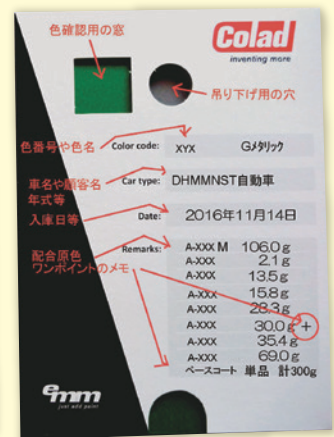 色確認用の窓
Colad
inventing more
吊り下げ用の穴
色番号や色名 Color code: XYX Gメタリック
車名や顧客名
年式等
Car type: DHMMNST自動車
入庫日等 Date: 2016年11月14日
配合原色
ワンポイントのメモ
Remarks:
A-XXX M 106.0g
A-XXX 2.1g
A-XXX 13.5g
A-XXX 15.8g
A-XXX 28.3g
A-XXX 30.0g +
A-XXX 35.4g
A-XXX 69.0g
ベースコート 単品 計300g
emm
just add paint